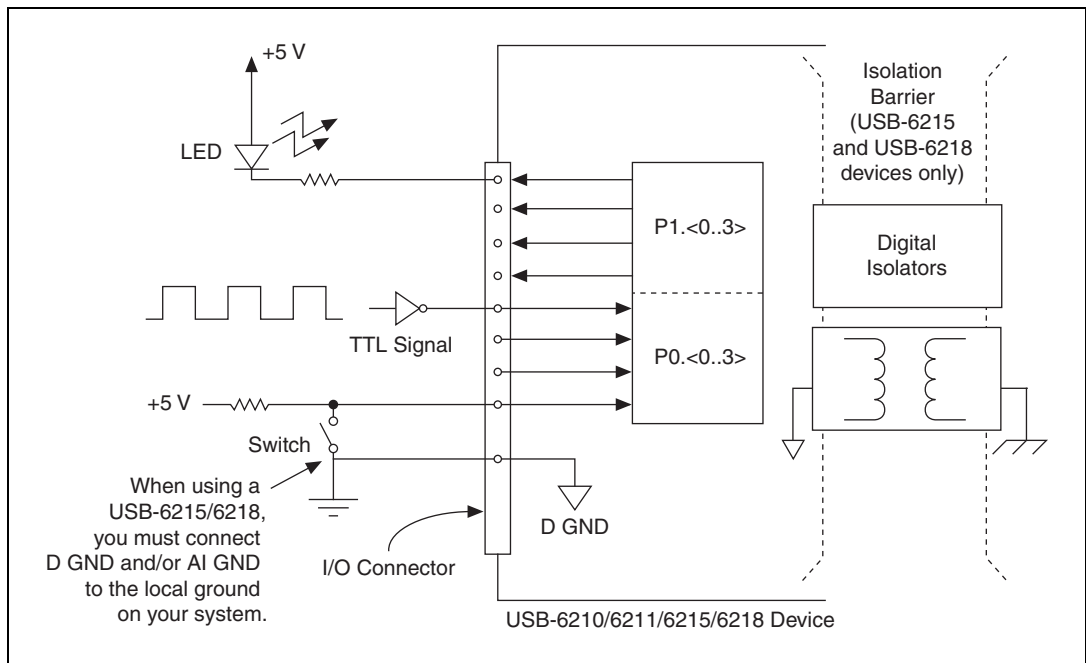 +5 V
LED
Isolation
Barrier
(USB-6215
and USB-6218
devices only)
P1.<0..3>
Digital
Isolators
TTL Signal
P0.<0..3>
+5 V
Switch
When using a
USB-6215/6218,
you must connect
D GND and/or AI GND
to the local ground
on your system.
D GND
I/O Connector
USB-6210/6211/6215/6218 Device